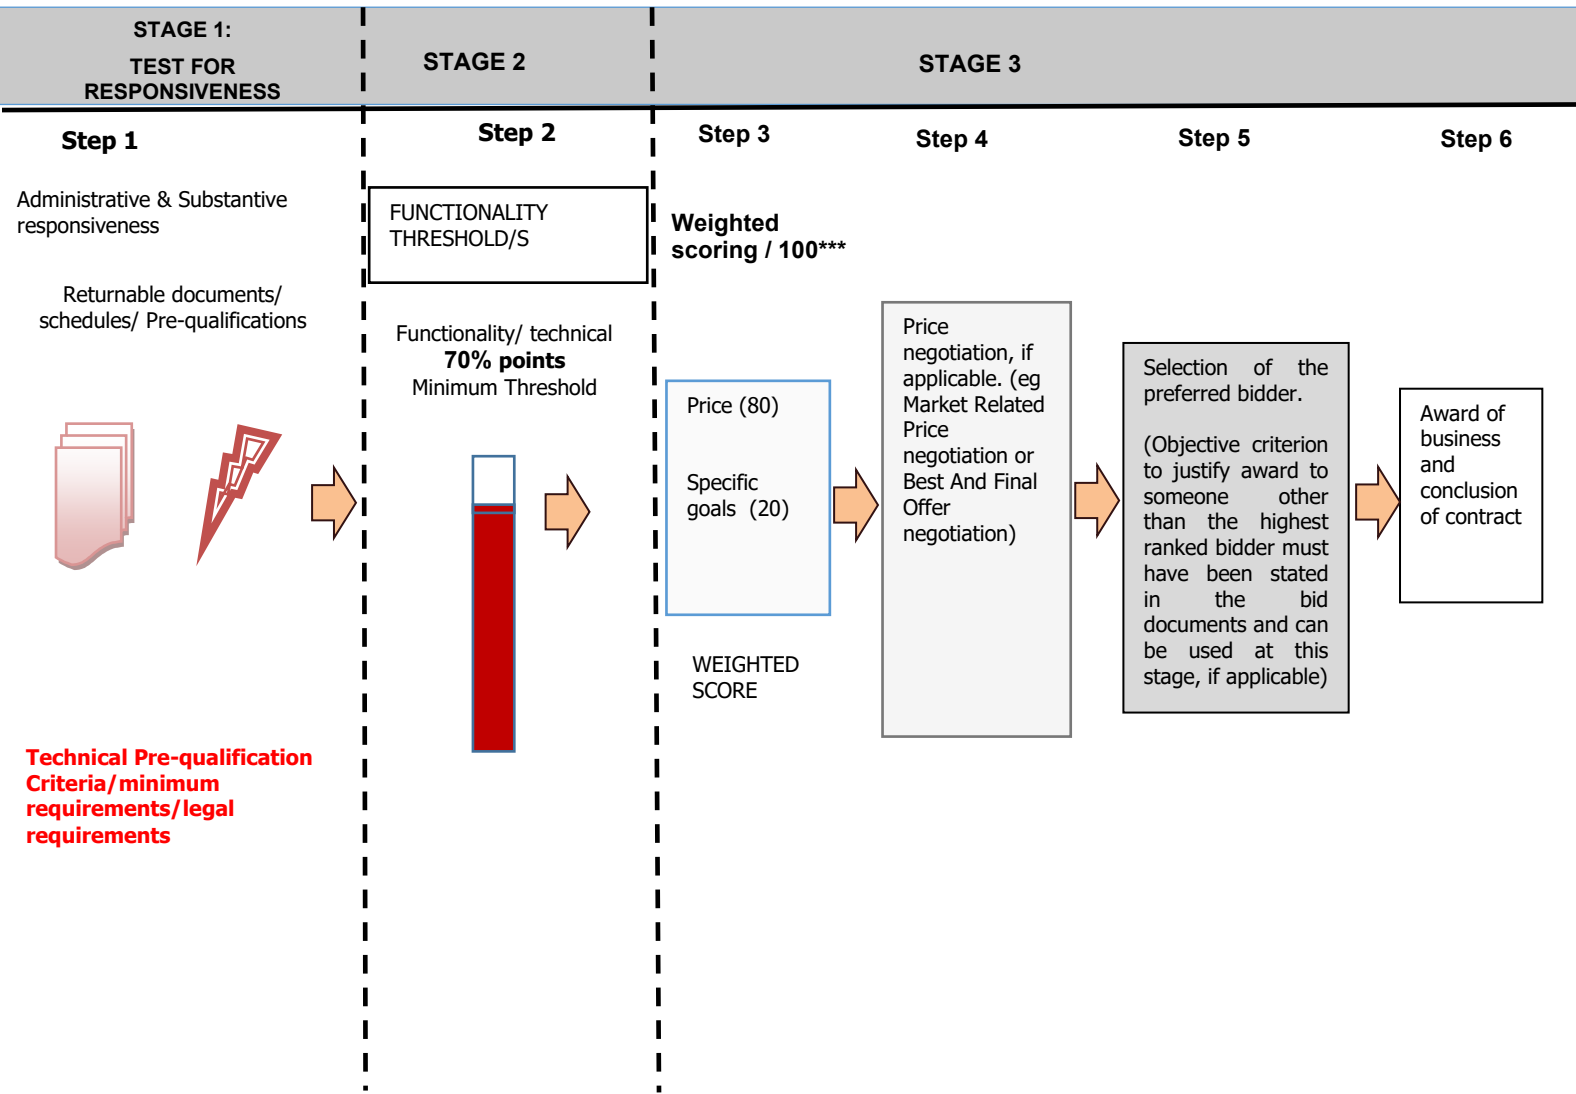 STAGE 1:
TEST FOR
RESPONSIVENESS
STAGE 2
STAGE 3
Step 1
Administrative & Substantive
responsiveness
Returnable documents/
schedules/ Pre-qualifications
Technical Pre-qualification
Criteria/minimum
requirements/legal
requirements
Step 2
FUNCTIONALITY
THRESHOLD/S
Functionality/ technical
70% points
Minimum Threshold
Step 3
Weighted
scoring / 100***
Price (80)
Specific
goals (20)
WEIGHTED
SCORE
Step 4
Price
negotiation, if
applicable. (eg
Market Related
Price
negotiation or
Best And Final
Offer
negotiation)
Step 5
Selection of the
preferred bidder.
(Objective criterion
to justify award to
someone other
than the highest
ranked bidder must
have been stated
in the bid
documents and can
be used at this
stage, if applicable)
Step 6
Award of
business
and
conclusion
of contract